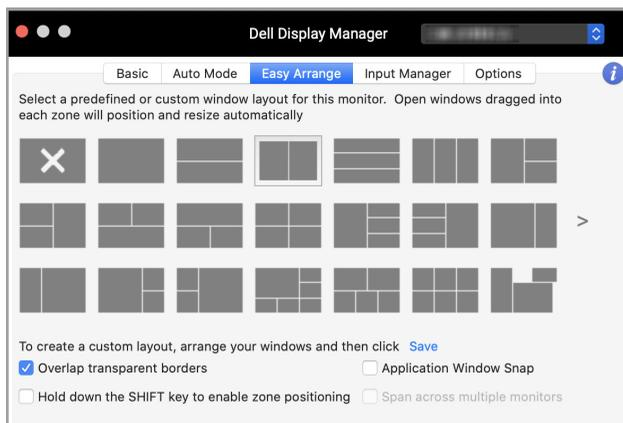 Dell Display Manager
Basic Auto Mode Easy Arrange Input Manager Options i
Select a predefined or custom window layout for this monitor. Open windows dragged into
each zone will position and resize automatically
>
To create a custom layout, arrange your windows and then click Save
Overlap transparent borders Application Window Snap
Hold down the SHIFT key to enable zone positioning Span across multiple monitors